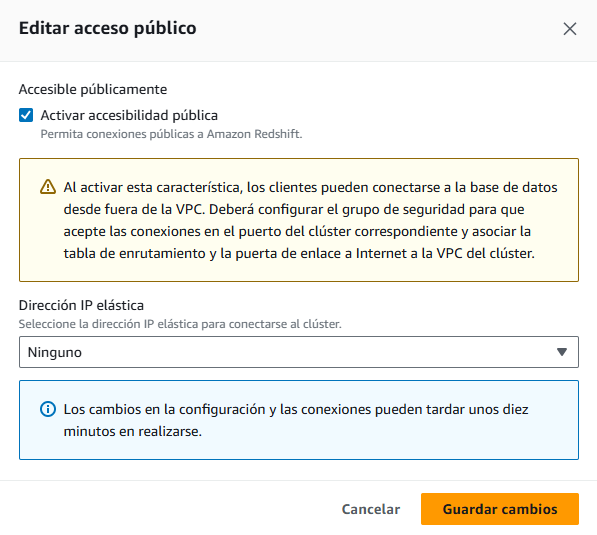 Editar acceso público
Accesible públicamente
Activar accesibilidad pública
Permita conexiones públicas a Amazon Redshift.
Al activar esta característica, los clientes pueden conectarse a la base de datos
desde fuera de la VPC. Deberá configurar el grupo de seguridad para que
acepte las conexiones en el puerto del clúster correspondiente y asociar la
tabla de enrutamiento y la puerta de enlace a Internet a la VPC del clúster.
Dirección IP elástica
Seleccione la dirección IP elástica para conectarse al clúster.
Ninguno
Los cambios en la configuración y las conexiones pueden tardar unos diez
minutos en realizarse.
Cancelar Guardar cambios